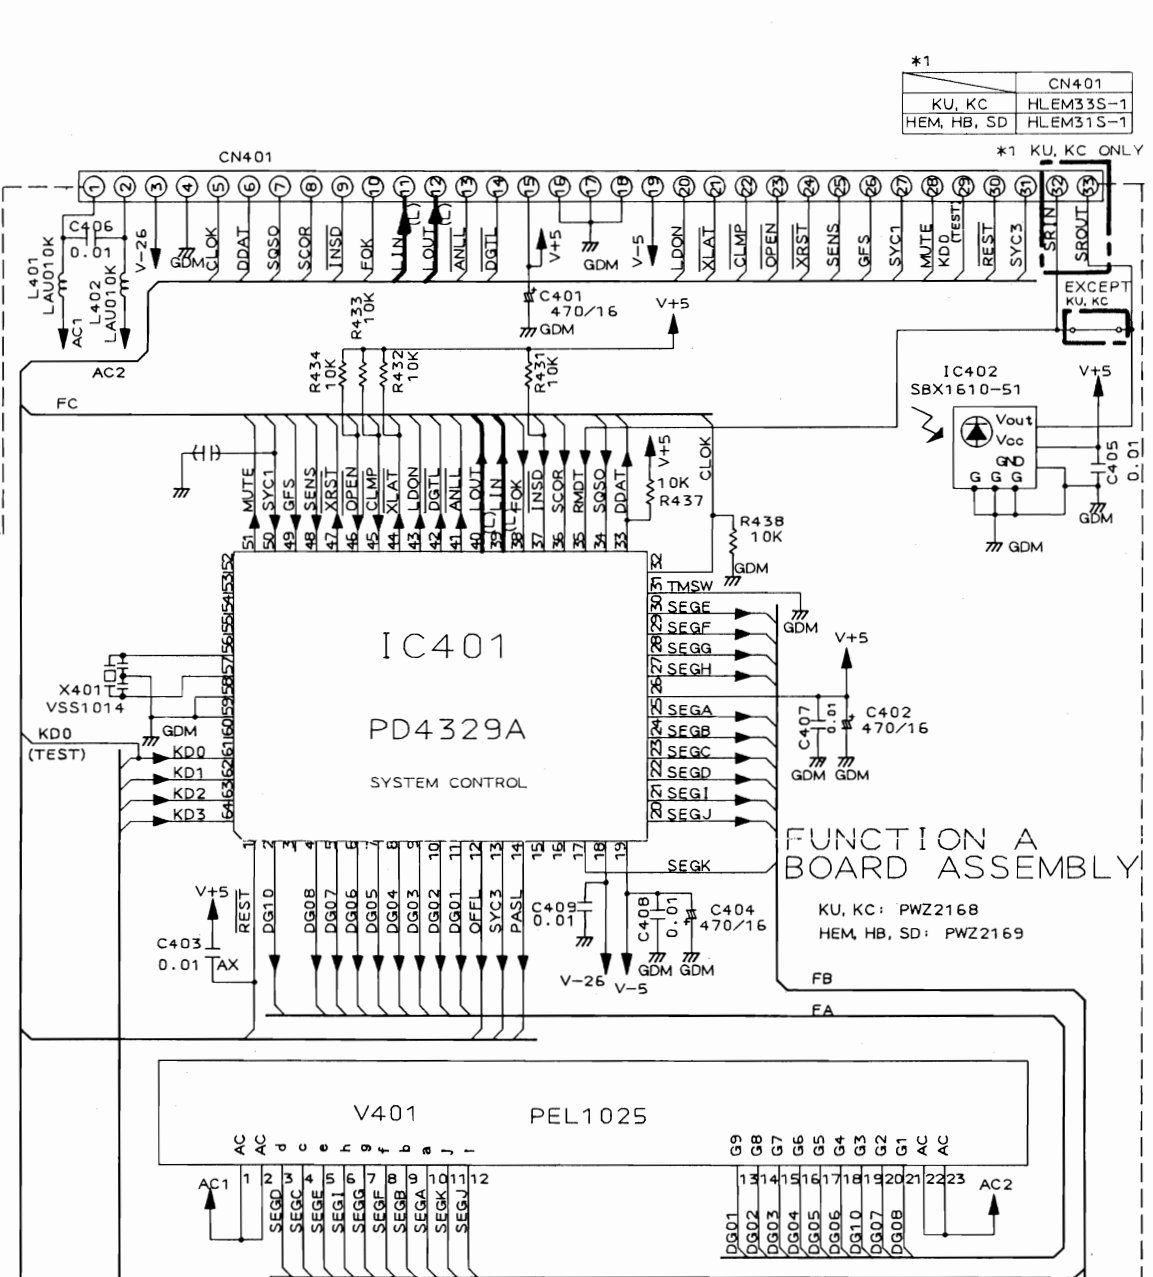 *1
CN401
KU, KC HLEM33S-1
HEM, HB, SD HLEM31S-1
*1 KU, KC ONLY
CN401
1 2 3 4 5 6 7 8 9 10 11 12 13 14 15 16 17 18 19 20 21 22 23 24 25 26 27 28 29 30 31 32 33
L401
LAU010K
C406
0.01
L402
LAU010K
AC1
AC2
V-26
GDM
CLOK
DDAT
SQSO
SCOR
INSD
FOK
LIN
(L)
LOUT
(L)
ANLL
DGTL
V+5
GDM
V-5
LDON
XLAT
CLMP
OPEN
XRST
SENS
GFS
SYC1
MUTE
KD0
(TEST)
REST
SYC3
SRIN
SROUT
C401
470/16
GDM
V+5
EXCEPT
KU, KC
R434
10K
R433
10K
R432
10K
R431
10K
IC402
SBX1610-51
V+5
Vout
Vcc
GND
G G G
C405
0.01
GDM
GDM
FC
MUTE
SYC1
GFS
SENS
XRST
OPEN
CLMP
XLAT
LDON
DGTL
ANLL
LOUT
(L)
LIN
(L)
FOK
INSD
SCOR
RMDT
SQSO
DDAT
V+5
10K
R437
CLOK
R438
10K
GDM
51 50 49 48 47 46 45 44 43 42 41 40 39 38 37 36 35 34 33
52
53
54
55
56
57
58
59
60
61
62
63
64
32
31 TMSW
30 SEGE
29 SEGF
28 SEGG
27 SEGH
26
25 SEGA
24 SEGB
23 SEGC
22 SEGD
21 SEGI
20 SEGJ
GDM
V+5
IC401
PD4329A
SYSTEM CONTROL
X401
VSS1014
GDM
KD0
(TEST)
KD0
KD1
KD2
KD3
C407
0.01
C402
470/16
GDM GDM
FUNCTION A
BOARD ASSEMBLY
KU, KC: PWZ2168
HEM, HB, SD: PWZ2169
1 2 3 4 5 6 7 8 9 10 11 12 13 14 15 16 17 18 19
SEGK
V+5
C403
0.01 AX
REST
DG10
DG08
DG07
DG06
DG05
DG04
DG03
DG02
DG01
OFFL
SYC3
PASL
C409
0.01
C408
0.01
C404
470/16
GDM GDM
V-26 V-5
FB
FA
V401 PEL1025
AC AC d c e h g f b a j i
G9 G8 G7 G6 G5 G4 G3 G2 G1 AC AC
AC1
1 2 3 4 5 6 7 8 9 10 11 12
13 14 15 16 17 18 19 20 21 22 23
AC2
SEGD
SEGC
SEGE
SEGI
SEGG
SEGF
SEGB
SEGA
SEGK
SEGJ
DG01
DG02
DG03
DG04
DG05
DG06
DG10
DG07
DG08